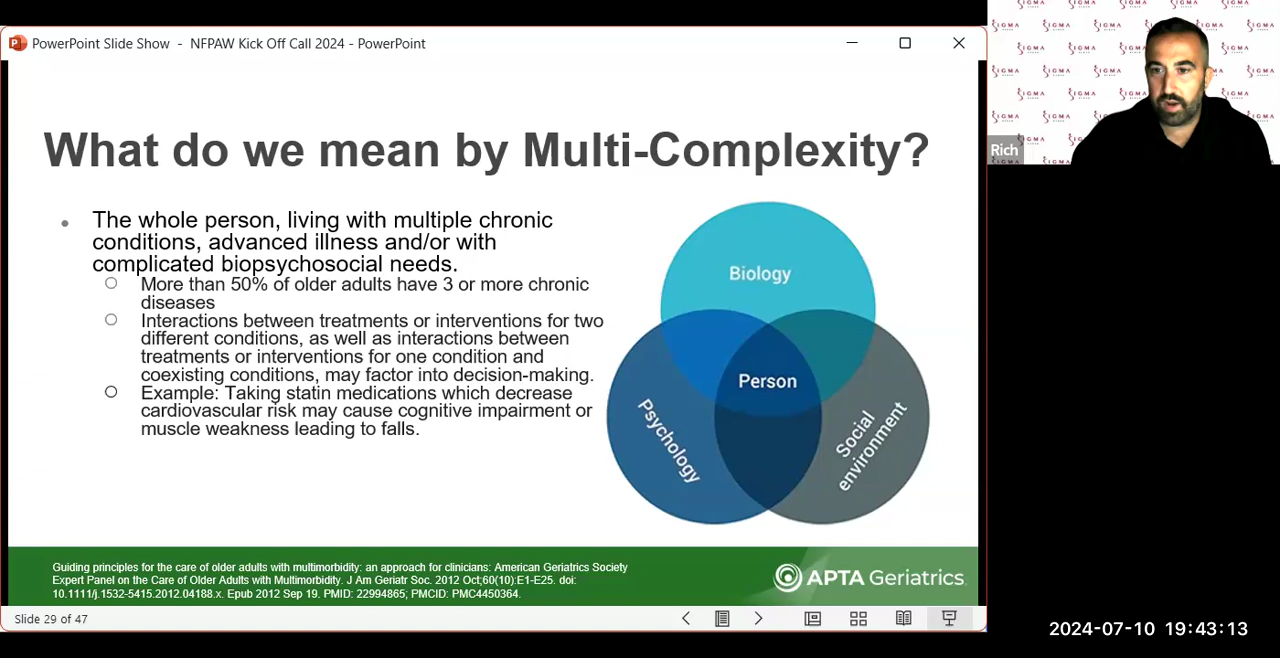 PowerPoint Slide Show - NFPAW Kick Off Call 2024 - PowerPoint
What do we mean by Multi-Complexity?
The whole person, living with multiple chronic
conditions, advanced illness and/or with
complicated biopsychosocial needs.
More than 50% of older adults have 3 or more chronic
diseases
Interactions between treatments or interventions for two
different conditions, as well as interactions between
treatments or interventions for one condition and
coexisting conditions, may factor into decision-making.
Example: Taking statin medications which decrease
cardiovascular risk may cause cognitive impairment or
muscle weakness leading to falls.
Biology
Person
Psychology
Social
environment
Guiding principles for the care of older adults with multimorbidity: an approach for clinicians: American Geriatrics Society
Expert Panel on the Care of Older Adults with Multimorbidity. J Am Geriatr Soc. 2012 Oct;60(10):E1-E25. doi:
10.1111/j.1532-5415.2012.04188.x. Epub 2012 Sep 19. PMID: 22994865; PMCID: PMC4450364.
APTA Geriatrics
Slide 29 of 47
Rich
SIGMA
2024-07-10 19:43:13